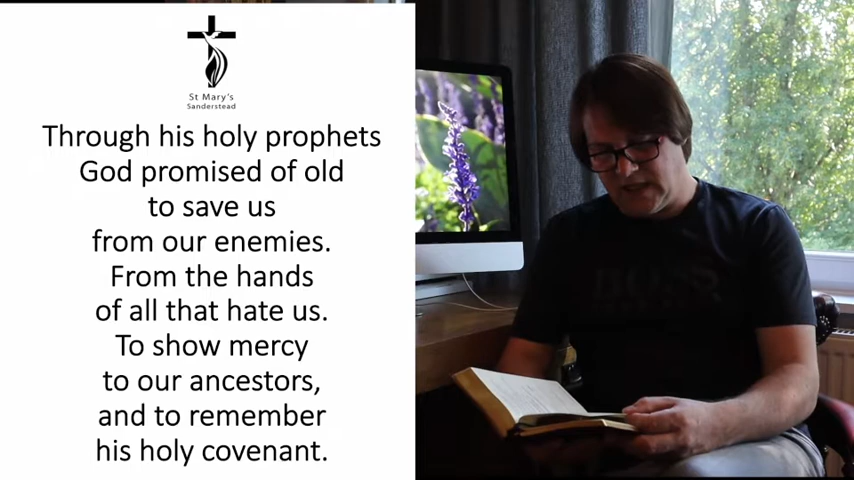 St Mary's
Sanderstead
Through his holy prophets
God promised of old
to save us
from our enemies.
From the hands
of all that hate us.
To show mercy
to our ancestors,
and to remember
his holy covenant.
BOSS